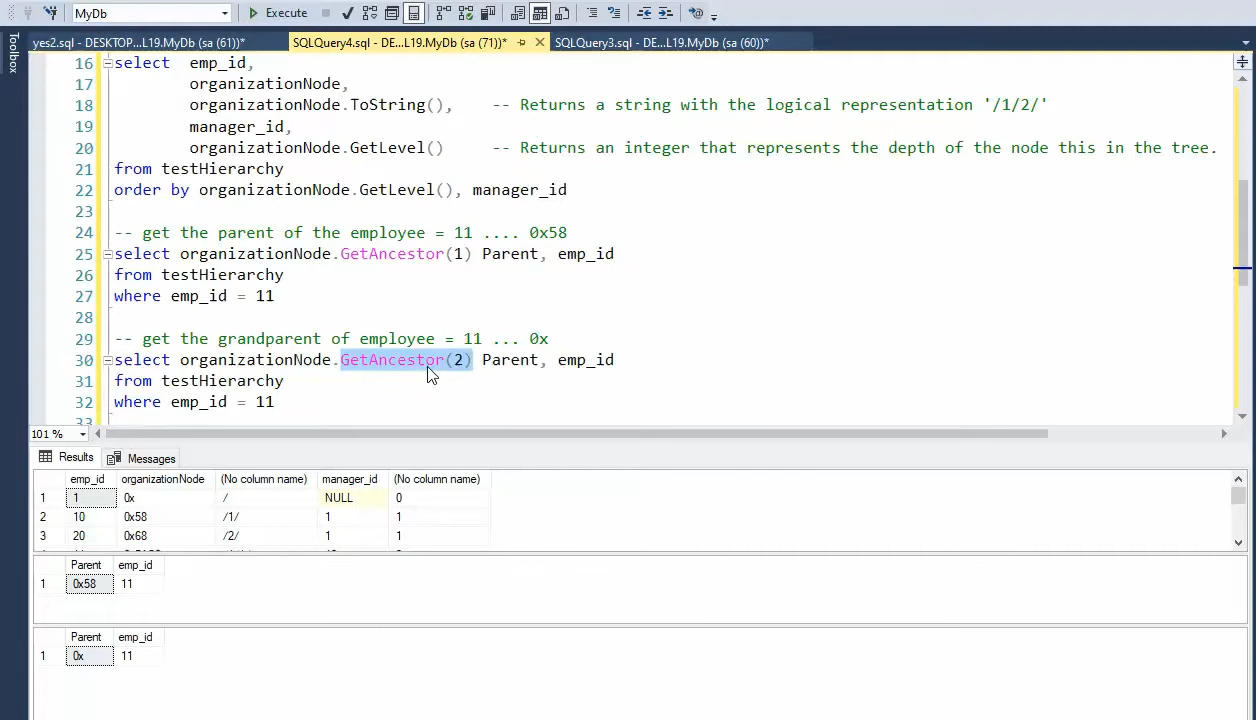 MyDb
Execute
yes2.sql - DESKTOP...L19.MyDb (sa (61))*
SQLQuery4.sql - DE...L19.MyDb (sa (71))*
SQLQuery3.sql - DE...L19.MyDb (sa (60))*
Toolbox
16 select  emp_id,
17 organizationNode,
18 organizationNode.ToString(),    -- Returns a string with the logical representation '/1/2/'
19 manager_id,
20 organizationNode.GetLevel()     -- Returns an integer that represents the depth of the node this in the tree.
21 from testHierarchy
22 order by organizationNode.GetLevel(), manager_id
23
24 -- get the parent of the employee = 11 .... 0x58
25 select organizationNode.GetAncestor(1) Parent, emp_id
26 from testHierarchy
27 where emp_id = 11
28
29 -- get the grandparent of employee = 11 ... 0x
30 select organizationNode.GetAncestor(2) Parent, emp_id
31 from testHierarchy
32 where emp_id = 11
33
101 %
Results Messages
emp_id organizationNode (No column name) manager_id (No column name)
1 1 0x / NULL 0
2 10 0x58 /1/ 1 1
3 20 0x68 /2/ 1 1
Parent emp_id
1 0x58 11
Parent emp_id
1 0x 11